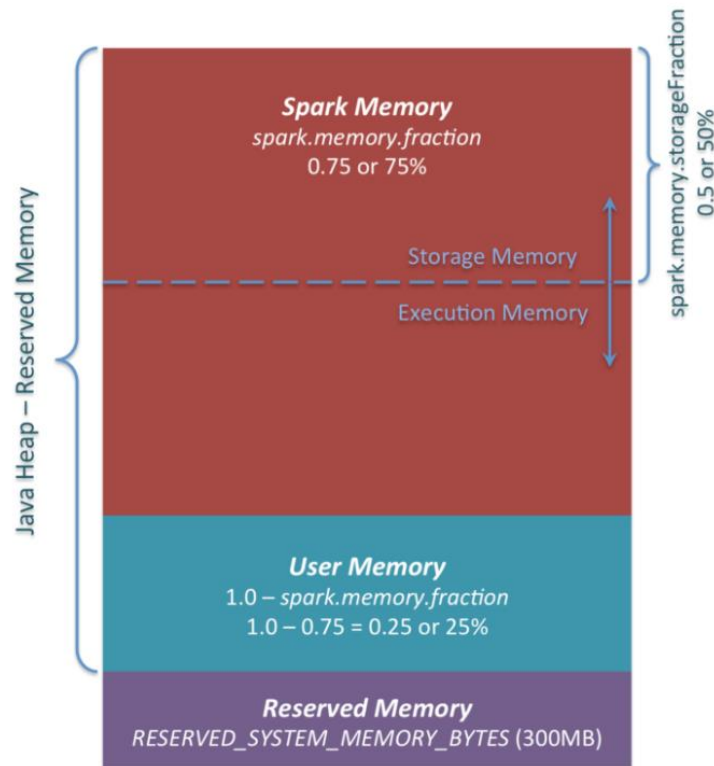 Spark Memory
spark.memory.fraction
0.75 or 75%
spark.memory.storageFraction
0.5 or 50%
Storage Memory
Execution Memory
Java Heap – Reserved Memory
User Memory
1.0 – spark.memory.fraction
1.0 – 0.75 = 0.25 or 25%
Reserved Memory
RESERVED_SYSTEM_MEMORY_BYTES (300MB)